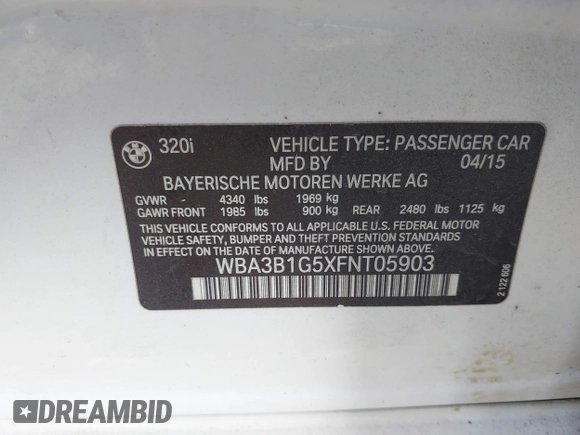 320i VEHICLE TYPE: PASSENGER CAR
MFD BY 04/15
BAYERISCHE MOTOREN WERKE AG
GVWR - 4340 lbs 1969 kg
GAWR FRONT 1985 lbs 900 kg REAR 2480 lbs 1125 kg
THIS VEHICLE CONFORMS TO ALL APPLICABLE U.S. FEDERAL MOTOR
VEHICLE SAFETY, BUMPER, AND THEFT PREVENTION STANDARDS IN
EFFECT ON THE DATE OF MANUFACTURE SHOWN ABOVE.
WBA3B1G5XFNT05903
2 122 606
DREAMBID